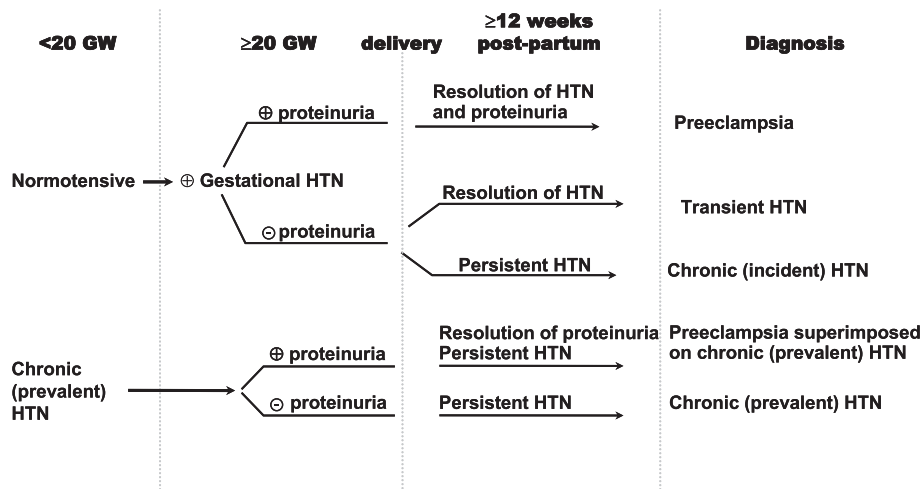 <20 GW
≥20 GW
delivery
≥12 weeks
post-partum
Diagnosis
Normotensive
⊕ Gestational HTN
⊕ proteinuria
Resolution of HTN
and proteinuria
Preeclampsia
⊖ proteinuria
Resolution of HTN
Transient HTN
Persistent HTN
Chronic (incident) HTN
Chronic
(prevalent)
HTN
⊕ proteinuria
Resolution of proteinuria
Persistent HTN
Preeclampsia superimposed
on chronic (prevalent) HTN
⊖ proteinuria
Persistent HTN
Chronic (prevalent) HTN